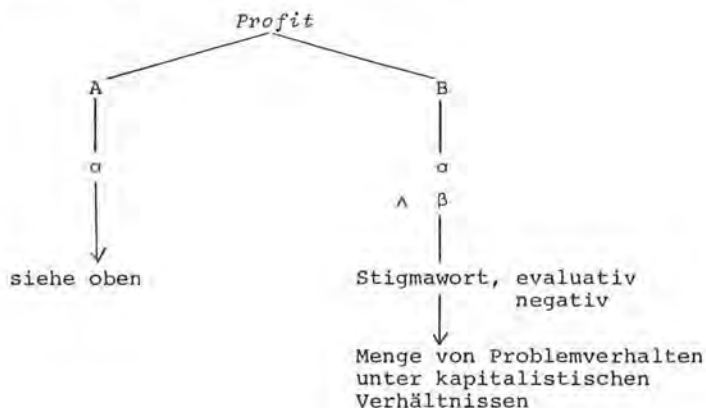 Profit
A B
α α
∧ β
siehe oben Stigmawort, evaluativ
negativ
Menge von Problemverhalten
unter kapitalistischen
Verhältnissen